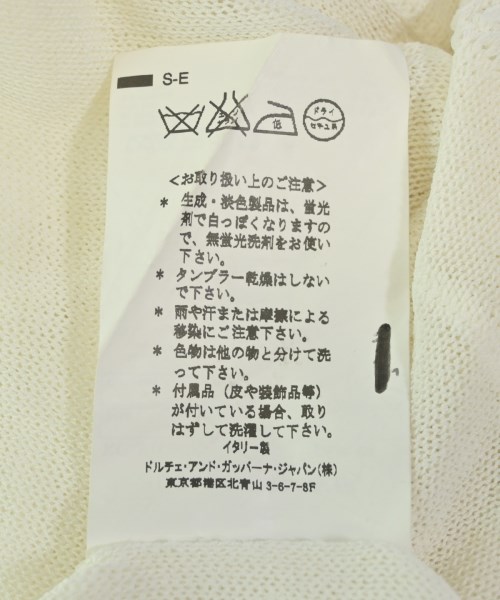 S-E
ドライ
セキユ系
低
<お取り扱い上のご注意>
* 生成・淡色製品は、蛍光
剤で白っぽくなりますの
で、無蛍光洗剤をお使い
下さい。
* タンブラー乾燥はしない
で下さい。
* 雨や汗または摩擦による
移染にご注意下さい。
* 色物は他の物と分けて洗
って下さい。
* 付属品（皮や装飾品等）
が付いている場合、取り
はずして洗濯して下さい。
イタリー製
ドルチェ・アンド・ガッバーナ・ジャパン(株)
東京都港区北青山 3-6-7-8F